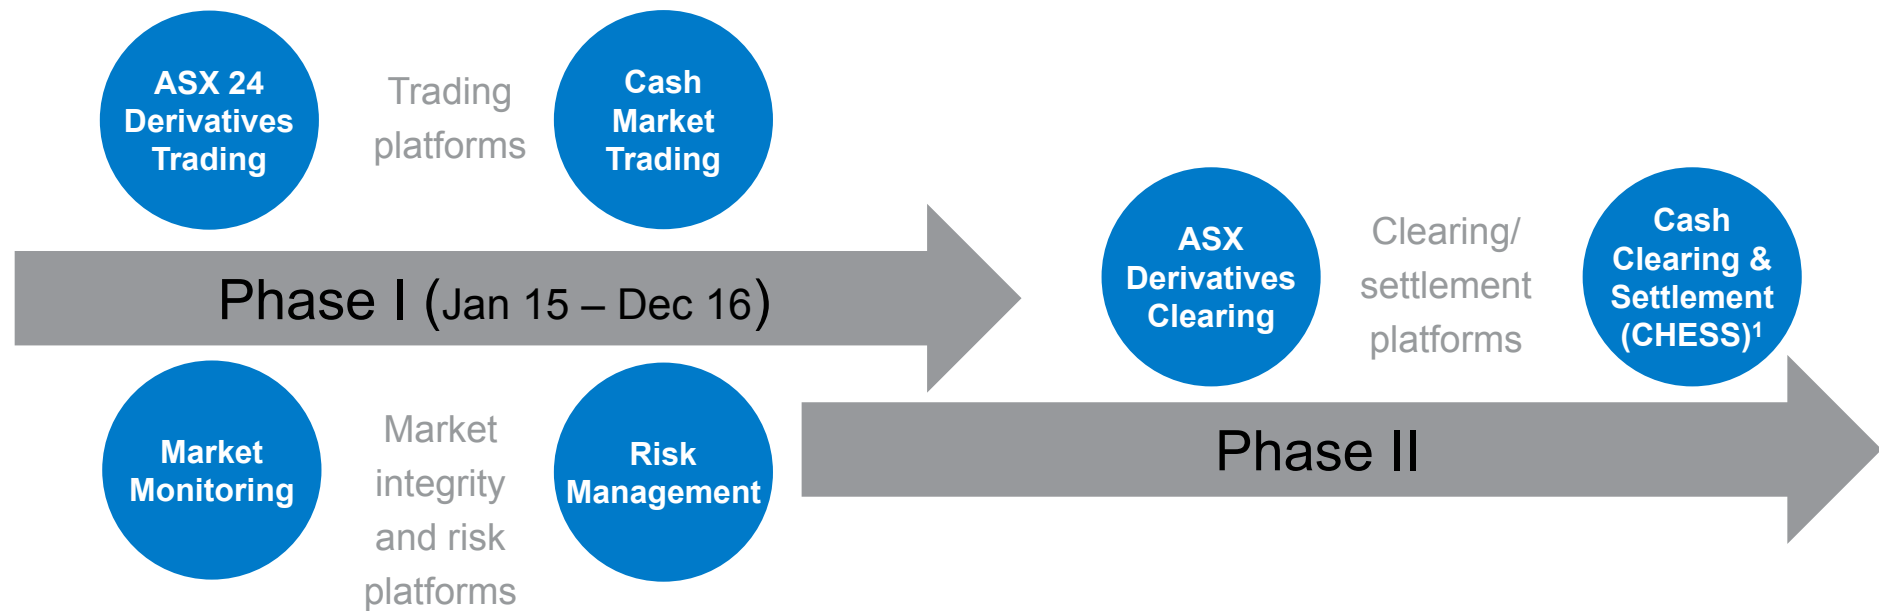 ASX 24
Derivatives
Trading
Trading
platforms
Cash
Market
Trading
Phase I (Jan 15 – Dec 16)
Market
Monitoring
Market
integrity
and risk
platforms
Risk
Management
ASX
Derivatives
Clearing
Clearing/
settlement
platforms
Cash
Clearing &
Settlement
(CHESS)¹
Phase II